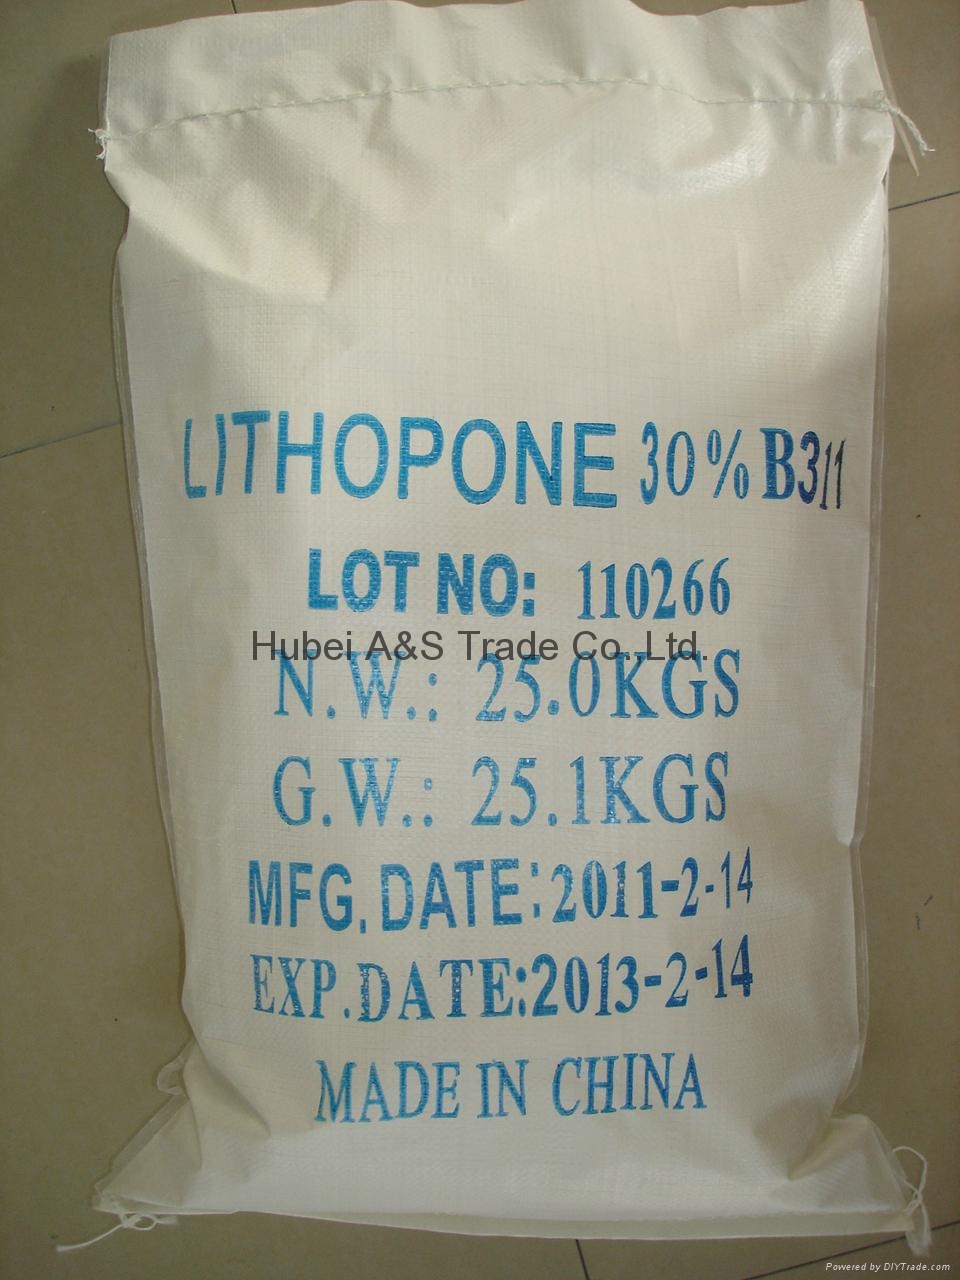 LITHOPONE 30% B311
LOT NO: 110266
Hubei A&S Trade Co.,Ltd.
N.W.: 25.0KGS
G.W.: 25.1KGS
MFG.DATE:2011-2-14
EXP.DATE:2013-2-14
MADE IN CHINA
Powered by DIYTrade.com